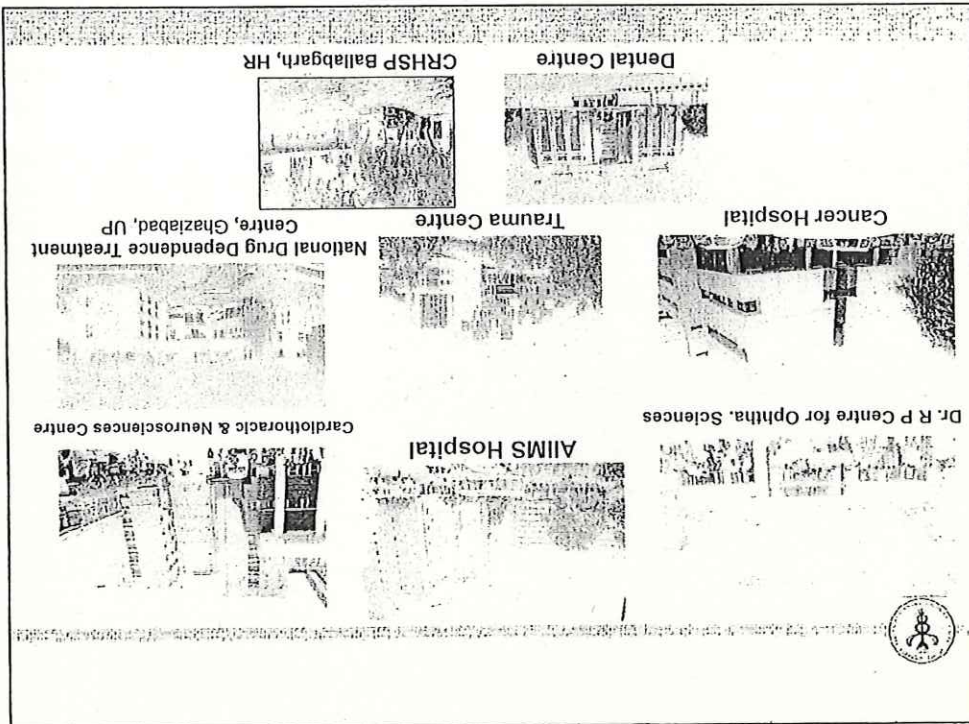 Dr. R P Centre for Ophtha. Sciences
AIIMS Hospital
Cardiothoracic & Neurosciences Centre
Cancer Hospital
Trauma Centre
National Drug Dependence Treatment
Centre, Ghaziabad, UP
Dental Centre
CRHSP Ballabgarh, HR